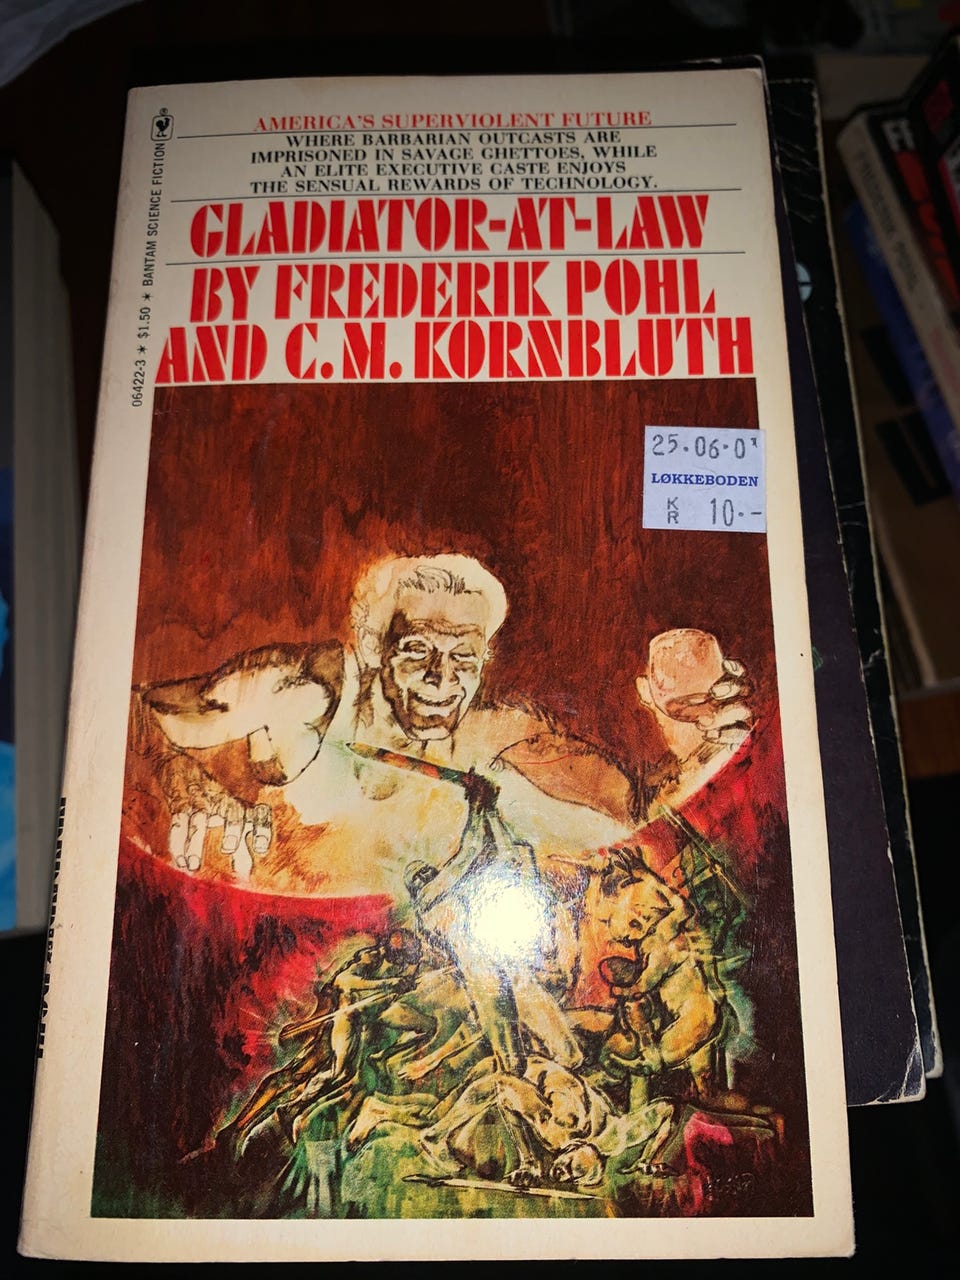 AMERICA'S SUPERVIOLENT FUTURE
WHERE BARBARIAN OUTCASTS ARE
IMPRISONED IN SAVAGE GHETTOES, WHILE
AN ELITE EXECUTIVE CASTE ENJOYS
THE SENSUAL REWARDS OF TECHNOLOGY.
GLADIATOR-AT-LAW
BY FREDERIK POHL
AND C.M. KORNBLUTH
06422-3 * $1.50 * BANTAM SCIENCE FICTION
25.06.0
LØKKEBODEN
KR 10.-